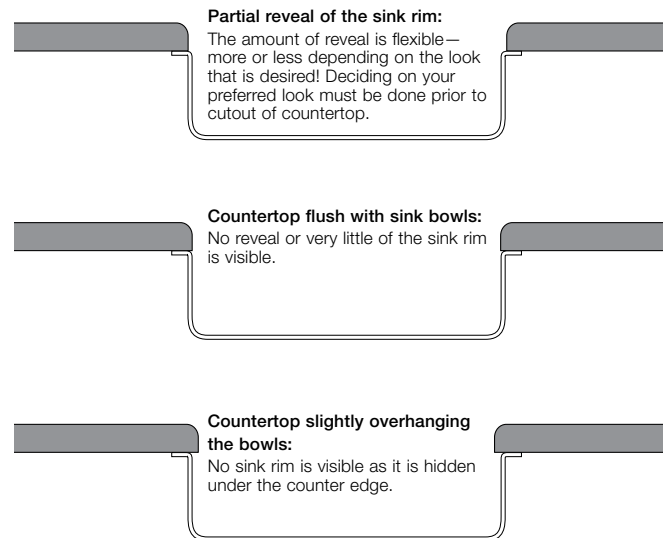 Partial reveal of the sink rim:
The amount of reveal is flexible—
more or less depending on the look
that is desired! Deciding on your
preferred look must be done prior to
cutout of countertop.
Countertop flush with sink bowls:
No reveal or very little of the sink rim
is visible.
Countertop slightly overhanging
the bowls:
No sink rim is visible as it is hidden
under the counter edge.